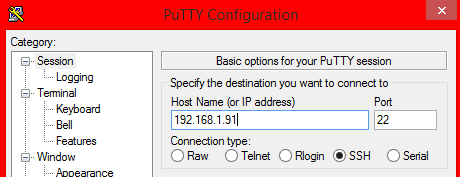 PuTTY Configuration
Category:
Session
Logging
Terminal
Keyboard
Bell
Features
Window
Appearance
Basic options for your PuTTY session
Specify the destination you want to connect to
Host Name (or IP address) Port
192.168.1.91 22
Connection type:
Raw Telnet Rlogin SSH Serial